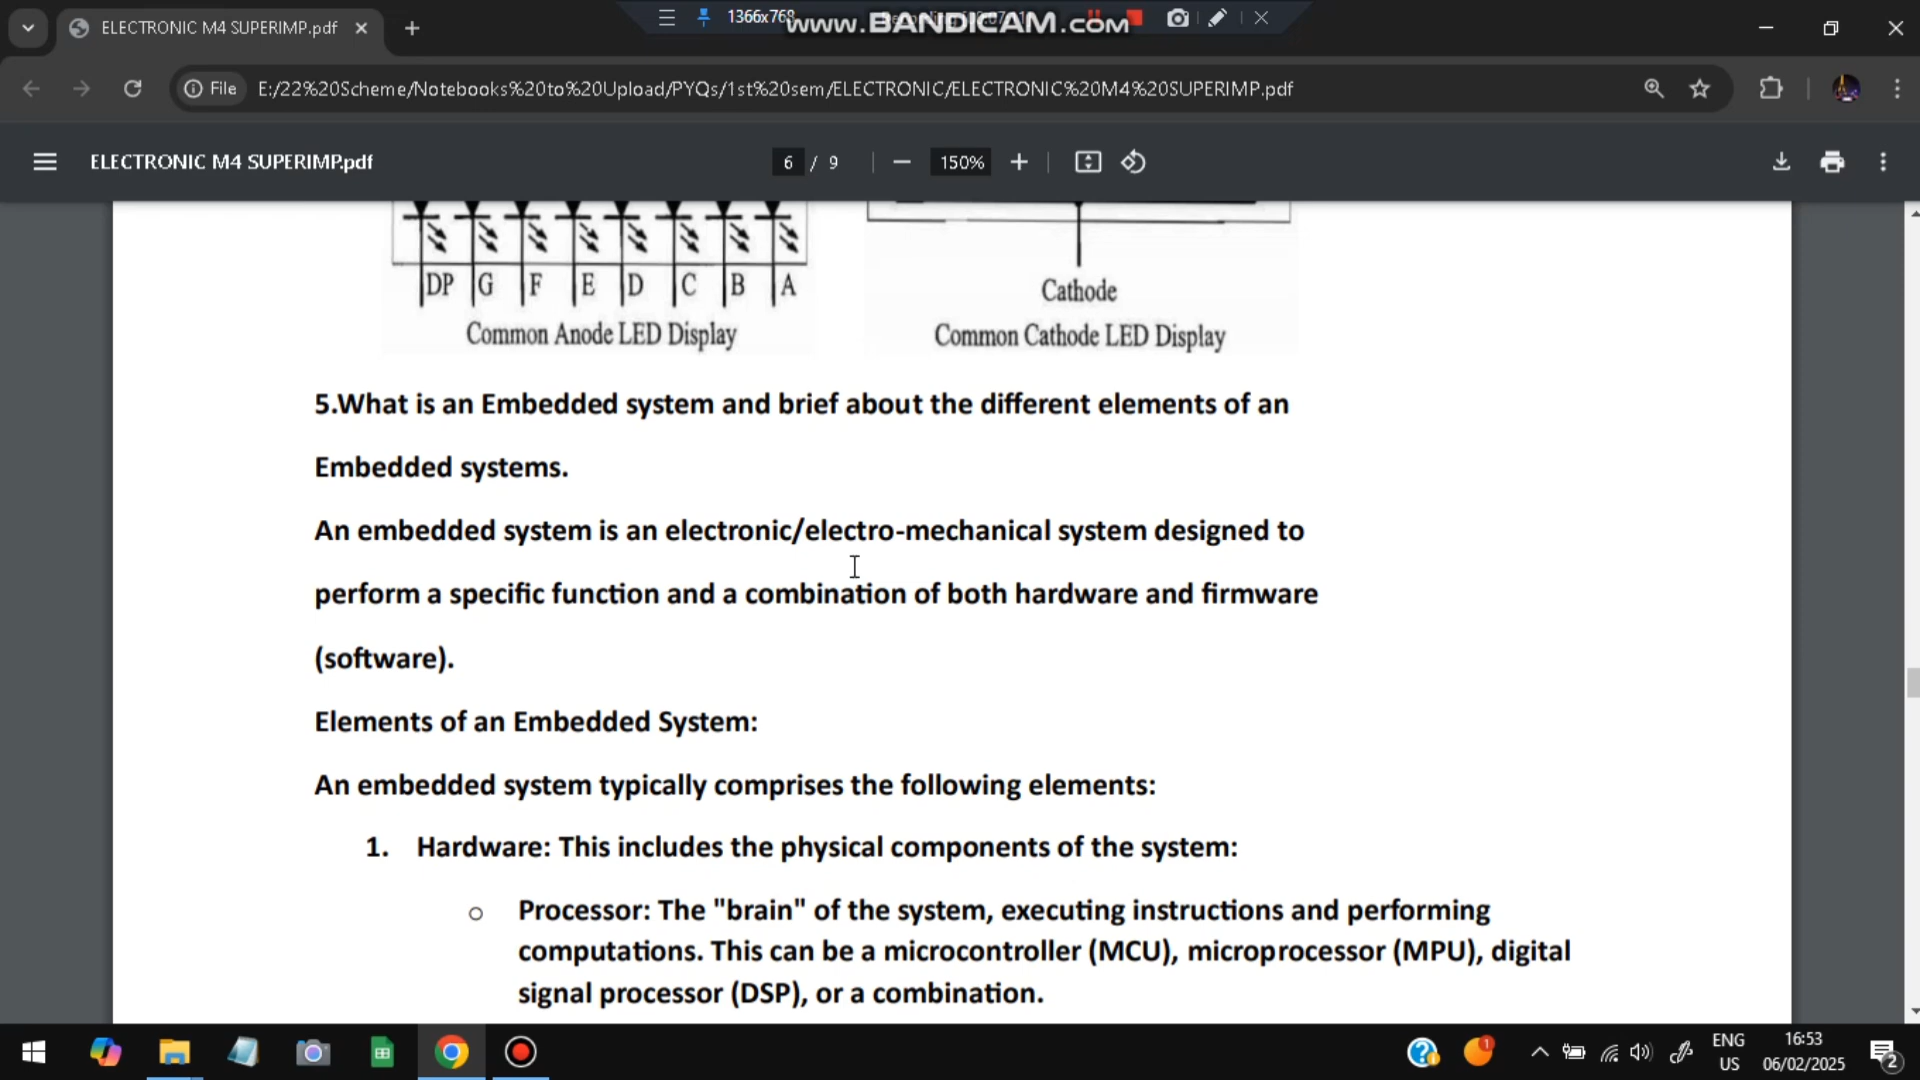 ELECTRONIC M4 SUPERIMP.pdf
1366x768
www.BANDICAM.com
File
E:/22%20Scheme/Notebooks%20to%20Upload/PYQs/1st%20sem/ELECTRONIC/ELECTRONIC%20M4%20SUPERIMP.pdf
ELECTRONIC M4 SUPERIMP.pdf
6 / 9
150%
DP G F E D C B A
Cathode
Common Anode LED Display
Common Cathode LED Display
5.What is an Embedded system and brief about the different elements of an
Embedded systems.
An embedded system is an electronic/electro-mechanical system designed to
perform a specific function and a combination of both hardware and firmware
(software).
Elements of an Embedded System:
An embedded system typically comprises the following elements:
1. Hardware: This includes the physical components of the system:
o Processor: The "brain" of the system, executing instructions and performing
computations. This can be a microcontroller (MCU), microprocessor (MPU), digital
signal processor (DSP), or a combination.
ENG
US
16:53
06/02/2025
1
2